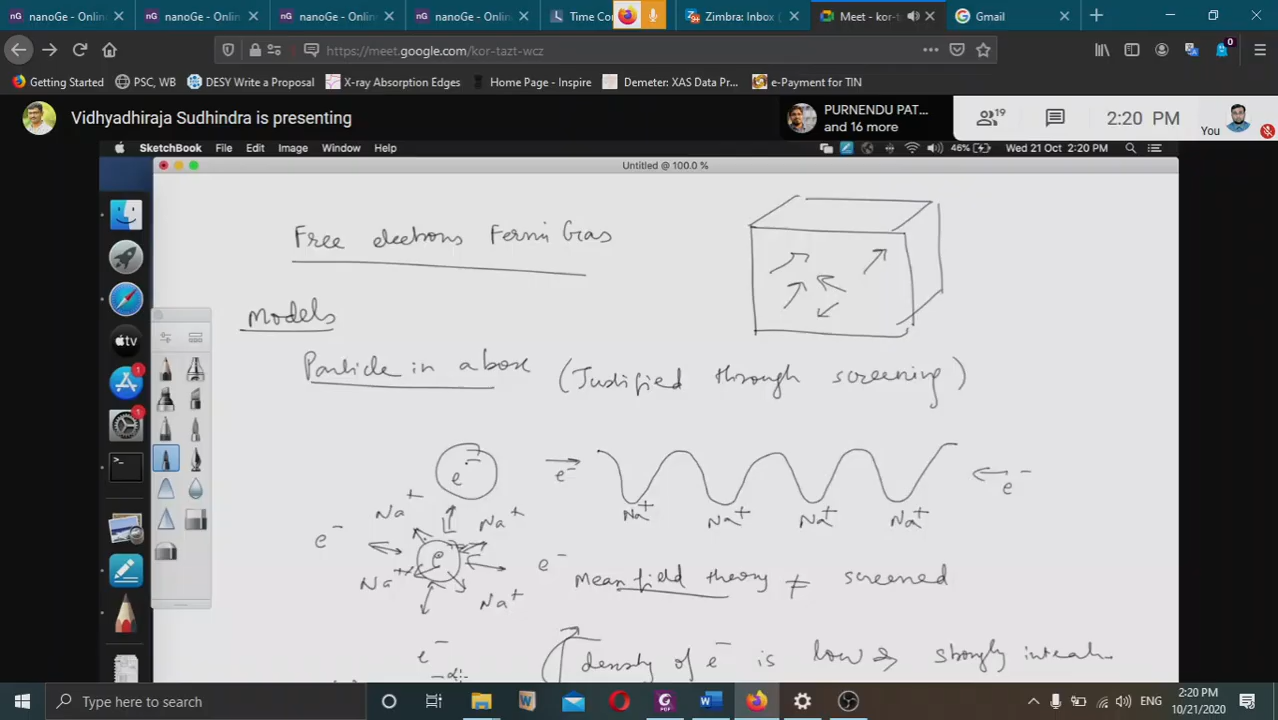 nanoGe - Online
nanoGe - Onlin
nanoGe - Onlin
nanoGe - Onlin
Time Co
Zimbra: Inbox (
Meet - kor-t
Gmail
https://meet.google.com/kor-tazt-wcz
Getting Started
PSC, WB
DESY Write a Proposal
X-ray Absorption Edges
Home Page - Inspire
Demeter: XAS Data Pr...
e-Payment for TIN
0
Vidhyadhiraja Sudhindra is presenting
PURNENDU PAT...
and 16 more
19
2:20 PM
You
SketchBook File Edit Image Window Help
46%
Wed 21 Oct 2:20 PM
Untitled @ 100.0 %
Free electrons Fermi Gas
Models
Particle in a box (Justified through screening)
e⁻
e⁻
e⁻
Na⁺ Na⁺ Na⁺ Na⁺
Na⁺ Na⁺
e⁻ e e⁻
Na⁺ Na⁺
Mean field theory ≠ screened
e⁻
density of e⁻ is low & strongly
tv
1
1
Type here to search
ENG
2:20 PM
10/21/2020